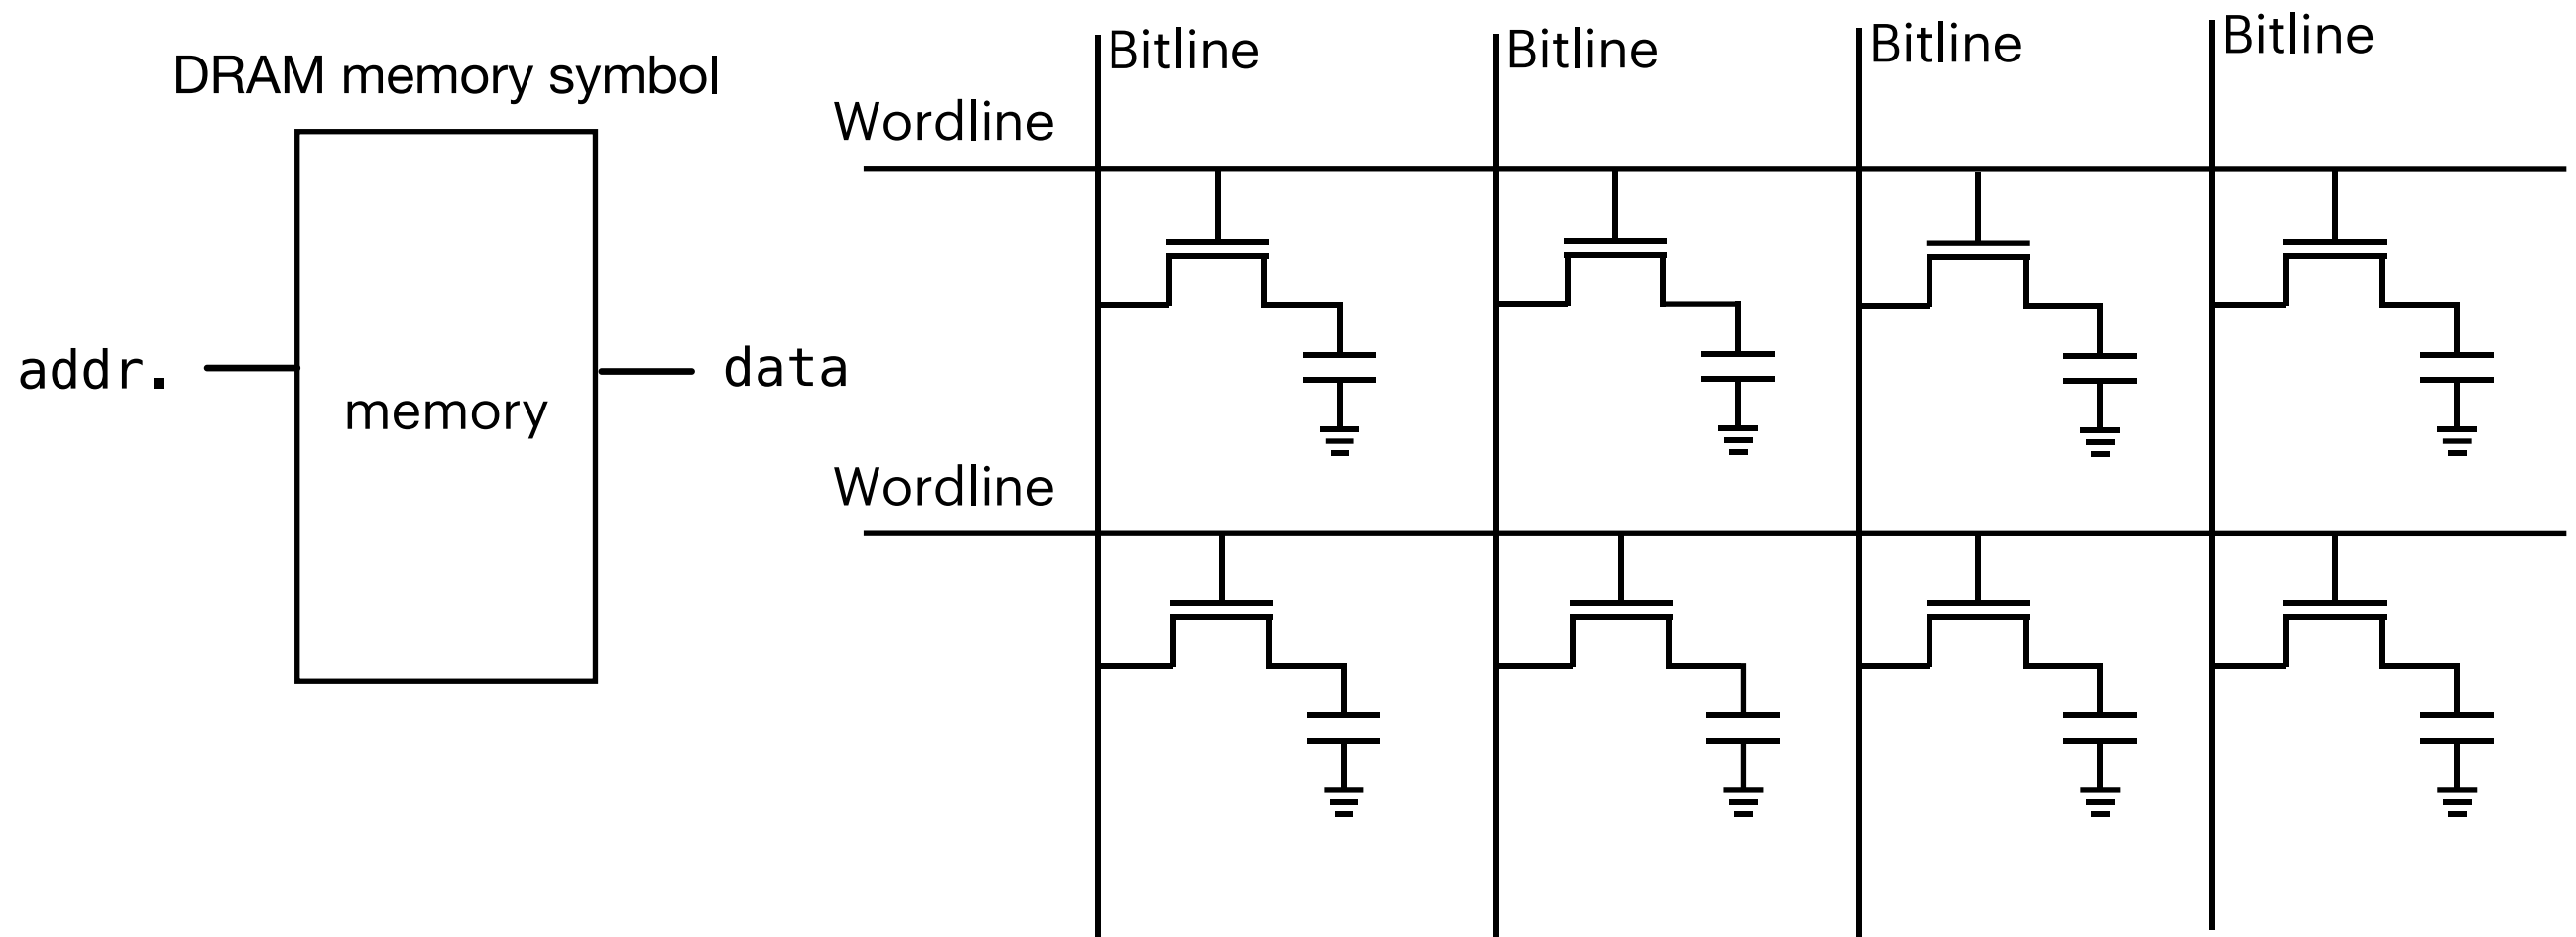 DRAM memory symbol
addr.
memory
data
Bitline
Bitline
Bitline
Bitline
Wordline
Wordline